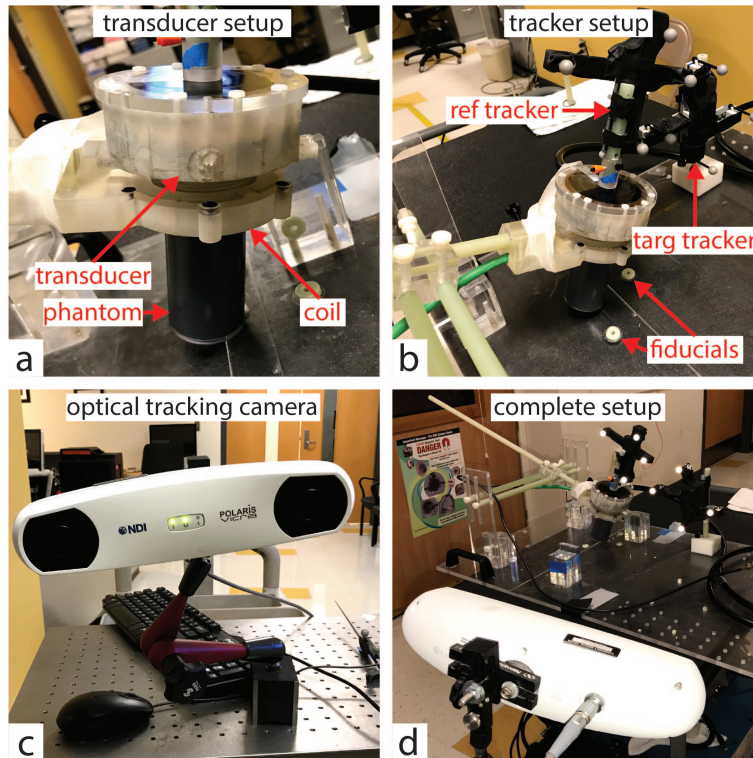 transducer setup
transducer
phantom
coil
a
tracker setup
ref tracker
targ tracker
fiducials
b
optical tracking camera
NDI
POLARIS
Vicra
c
complete setup
DANGER
d